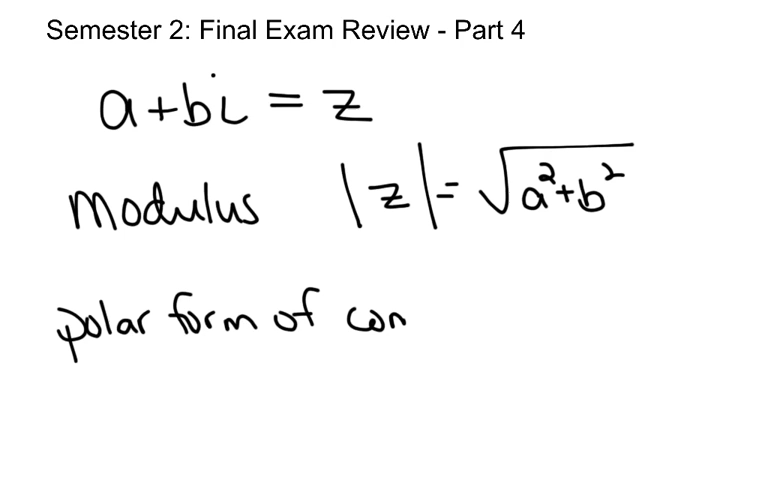 Semester 2: Final Exam Review - Part 4
a+bi = z
modulus |z|= √a²+b²
polar form of con